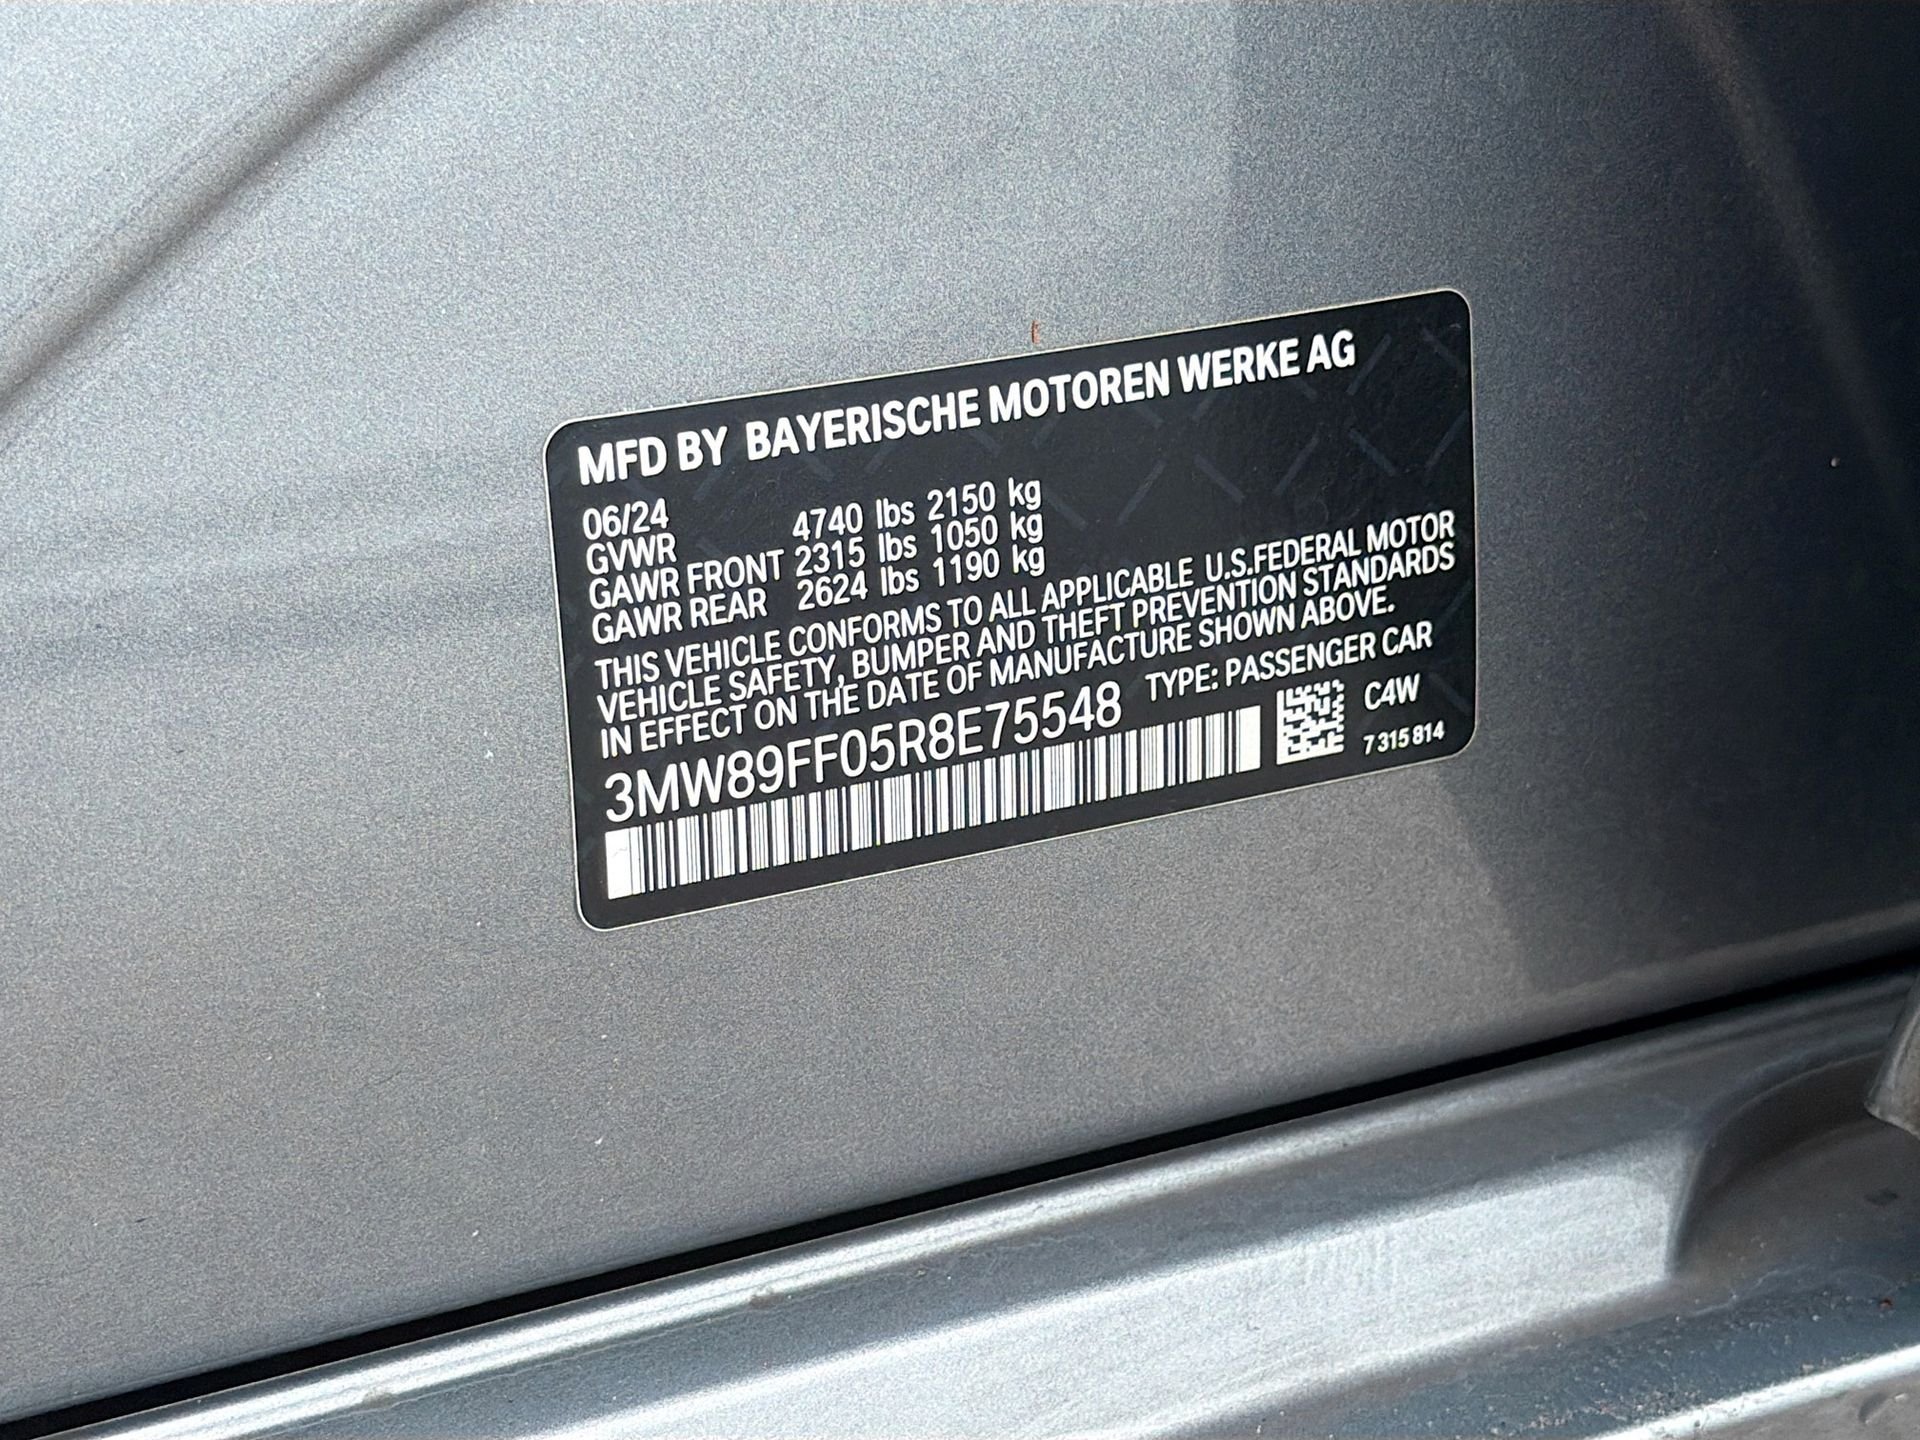 MFD BY BAYERISCHE MOTOREN WERKE AG
06/24
GVWR 4740 lbs 2150 kg
GAWR FRONT 2315 lbs 1050 kg
GAWR REAR 2624 lbs 1190 kg
THIS VEHICLE CONFORMS TO ALL APPLICABLE U.S.FEDERAL MOTOR
VEHICLE SAFETY, BUMPER AND THEFT PREVENTION STANDARDS
IN EFFECT ON THE DATE OF MANUFACTURE SHOWN ABOVE.
3MW89FF05R8E75548 TYPE: PASSENGER CAR
C4W
7 315 814